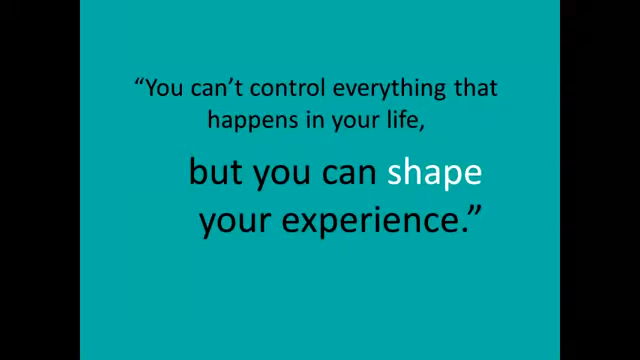 “You can’t control everything that
happens in your life,
but you can shape
your experience.”